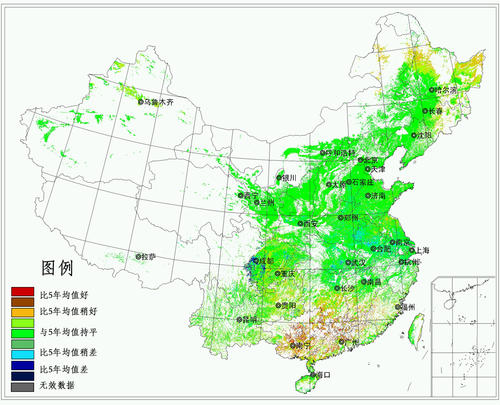 哈尔滨
乌鲁木齐
长春
沈阳
呼和浩特
北京
天津
银川
太原
石家庄
西宁
兰州
济南
西安
郑州
南京
上海
合肥
拉萨
成都
武汉
杭州
重庆
南昌
长沙
贵阳
福州
昆明
南宁
广州
海口
图例
比5年均值好
比5年均值稍好
与5年均值持平
比5年均值稍差
比5年均值差
无效数据